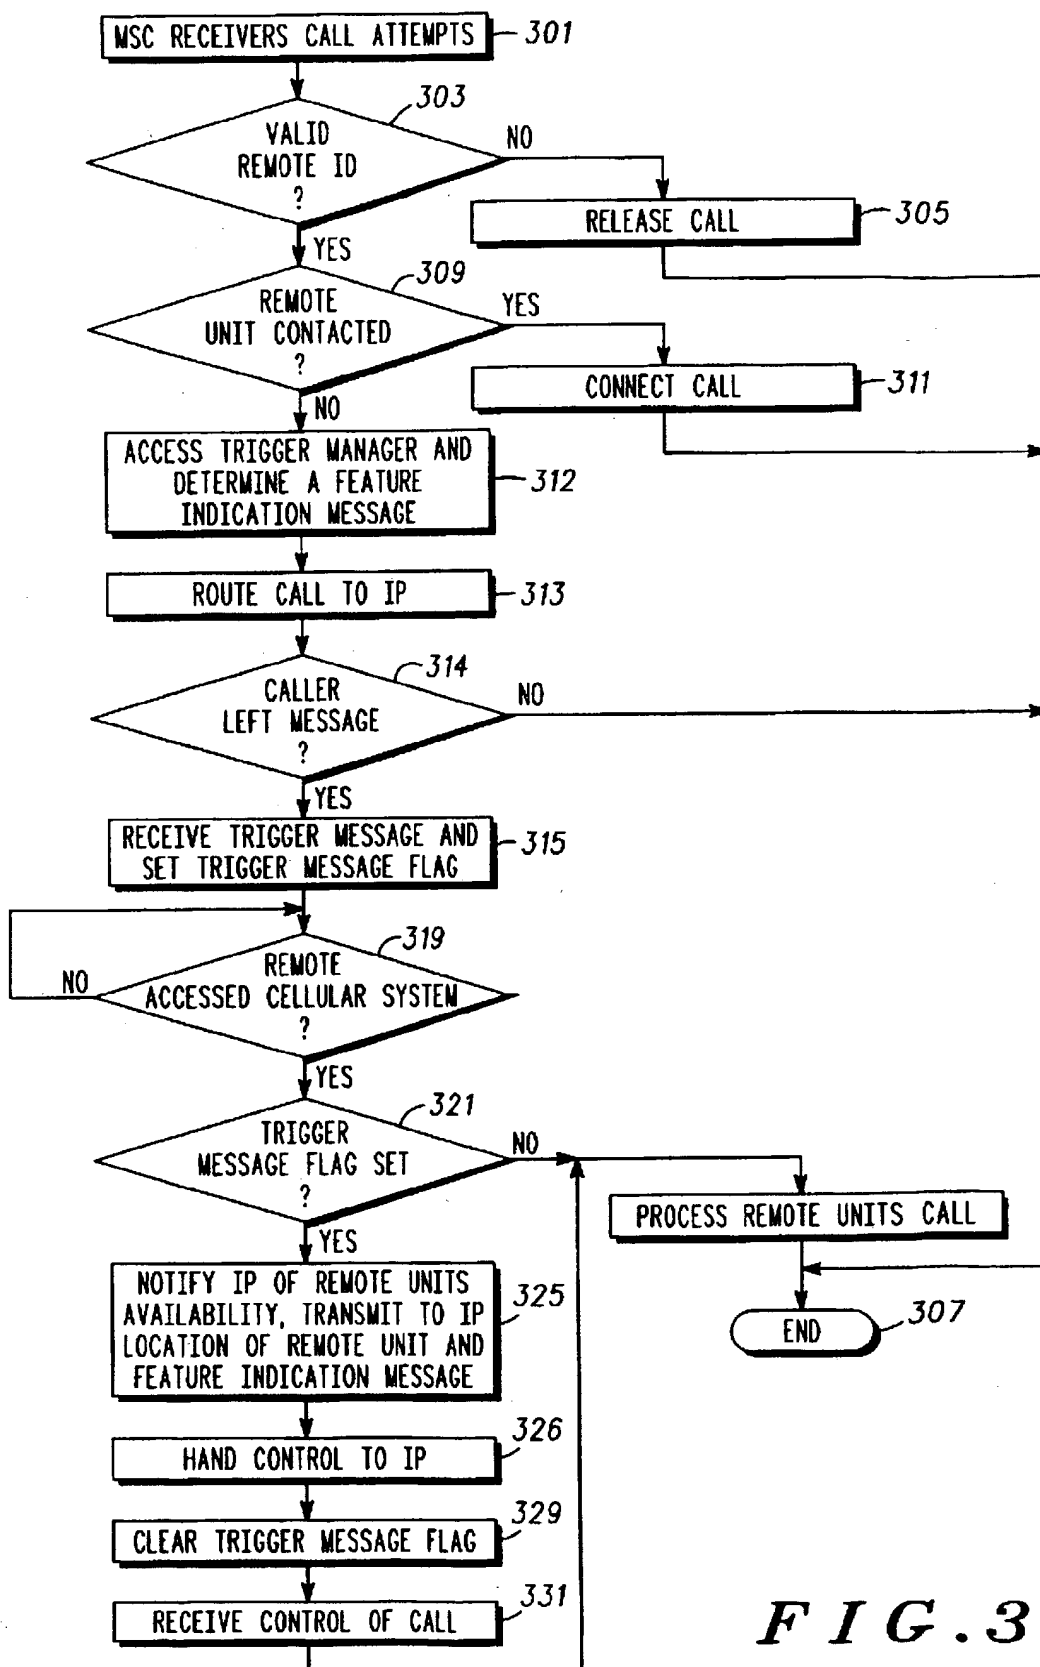 MSC RECEIVERS CALL ATTEMPTS
301
303
VALID
REMOTE ID
?
NO
YES
RELEASE CALL
305
309
REMOTE
UNIT CONTACTED
?
YES
NO
CONNECT CALL
311
ACCESS TRIGGER MANAGER AND
DETERMINE A FEATURE
INDICATION MESSAGE
312
ROUTE CALL TO IP
313
314
CALLER
LEFT MESSAGE
?
NO
YES
RECEIVE TRIGGER MESSAGE AND
SET TRIGGER MESSAGE FLAG
315
319
REMOTE
ACCESSED CELLULAR SYSTEM
?
NO
YES
321
TRIGGER
MESSAGE FLAG SET
?
NO
YES
PROCESS REMOTE UNITS CALL
END
307
NOTIFY IP OF REMOTE UNITS
AVAILABILITY, TRANSMIT TO IP
LOCATION OF REMOTE UNIT AND
FEATURE INDICATION MESSAGE
325
HAND CONTROL TO IP
326
CLEAR TRIGGER MESSAGE FLAG
329
RECEIVE CONTROL OF CALL
331
FIG.3